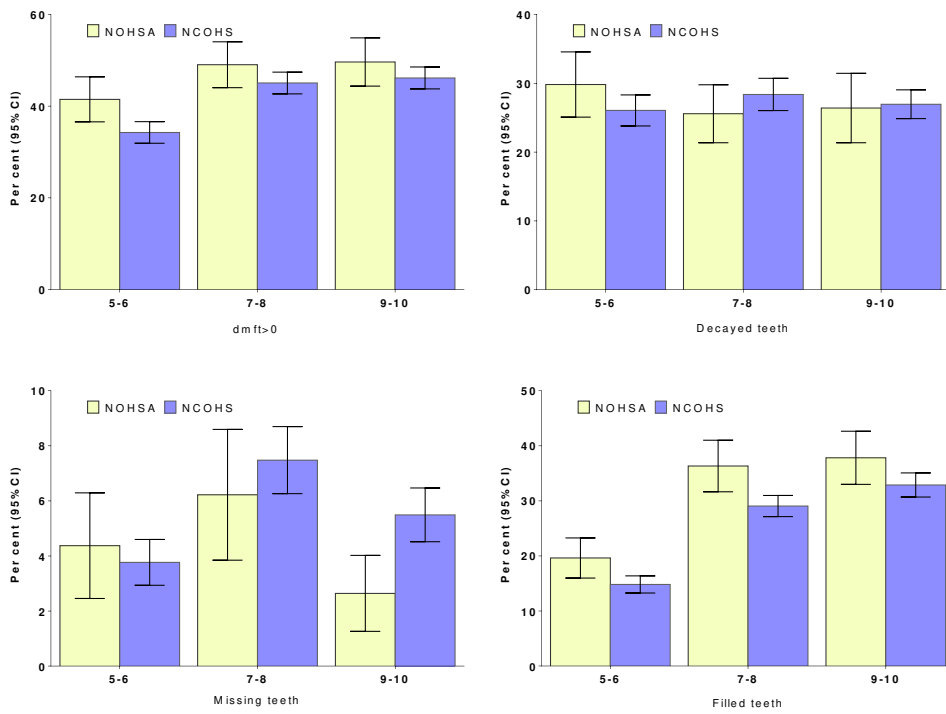 60
40
20
0
Per cent (95%CI)
NOHSA NCOHS
5-6 7-8 9-10
dmft>0
40
30
20
10
0
Per cent (95%CI)
NOHSA NCOHS
5-6 7-8 9-10
Decayed teeth
10
8
6
4
2
0
Per cent (95%CI)
NOHSA NCOHS
5-6 7-8 9-10
Missing teeth
50
40
30
20
10
0
Per cent (95%CI)
NOHSA NCOHS
5-6 7-8 9-10
Filled teeth